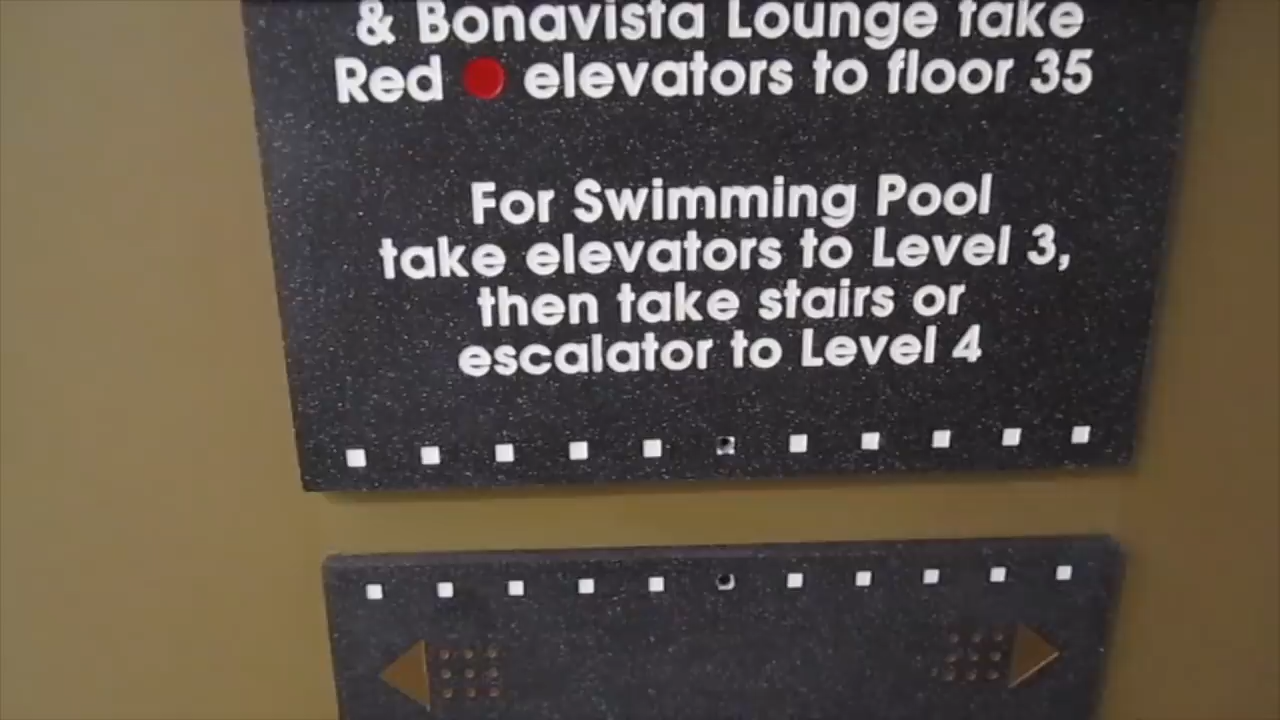 & Bonavista Lounge take
Red elevators to floor 35
For Swimming Pool
take elevators to Level 3,
then take stairs or
escalator to Level 4